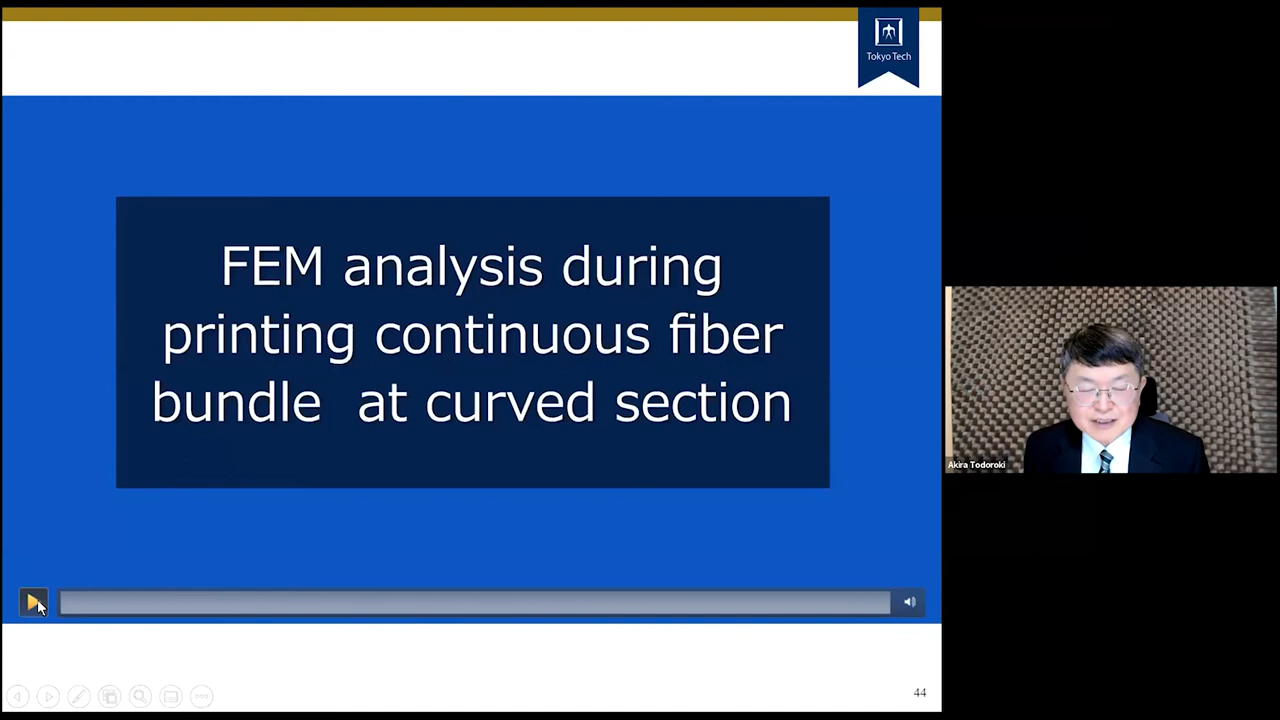 Tokyo Tech
FEM analysis during
printing continuous fiber
bundle at curved section
Akira Todoroki
44